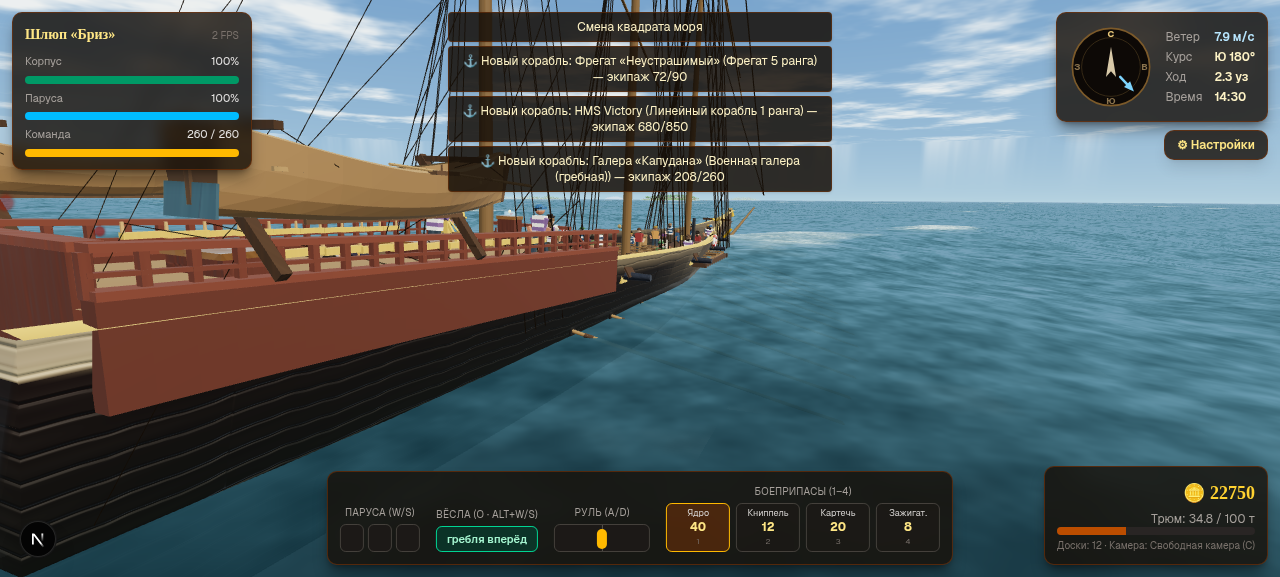 Шлюп «Бриз»
2 FPS
Корпус 100%
Паруса 100%
Команда 260 / 260
Смена квадрата моря
⚓ Новый корабль: Фрегат «Неустрашимый» (Фрегат 5 ранга)
— экипаж 72/90
⚓ Новый корабль: HMS Victory (Линейный корабль 1 ранга) —
экипаж 680/850
⚓ Новый корабль: Галера «Капудана» (Военная галера
(гребная)) — экипаж 208/260
С
З
В
Ю
Ветер 7.9 м/с
Курс Ю 180°
Ход 2.3 уз
Время 14:30
⚙ Настройки
ПАРУСА (W/S)
ВЁСЛА (O · ALT+W/S)
гребля вперёд
РУЛЬ (A/D)
БОЕПРИПАСЫ (1–4)
Ядро
40
1
Книппель
12
2
Картечь
20
3
Зажигат.
8
4
N
22750
Трюм: 34.8 / 100 т
Доски: 12 · Камера: Свободная камера (C)